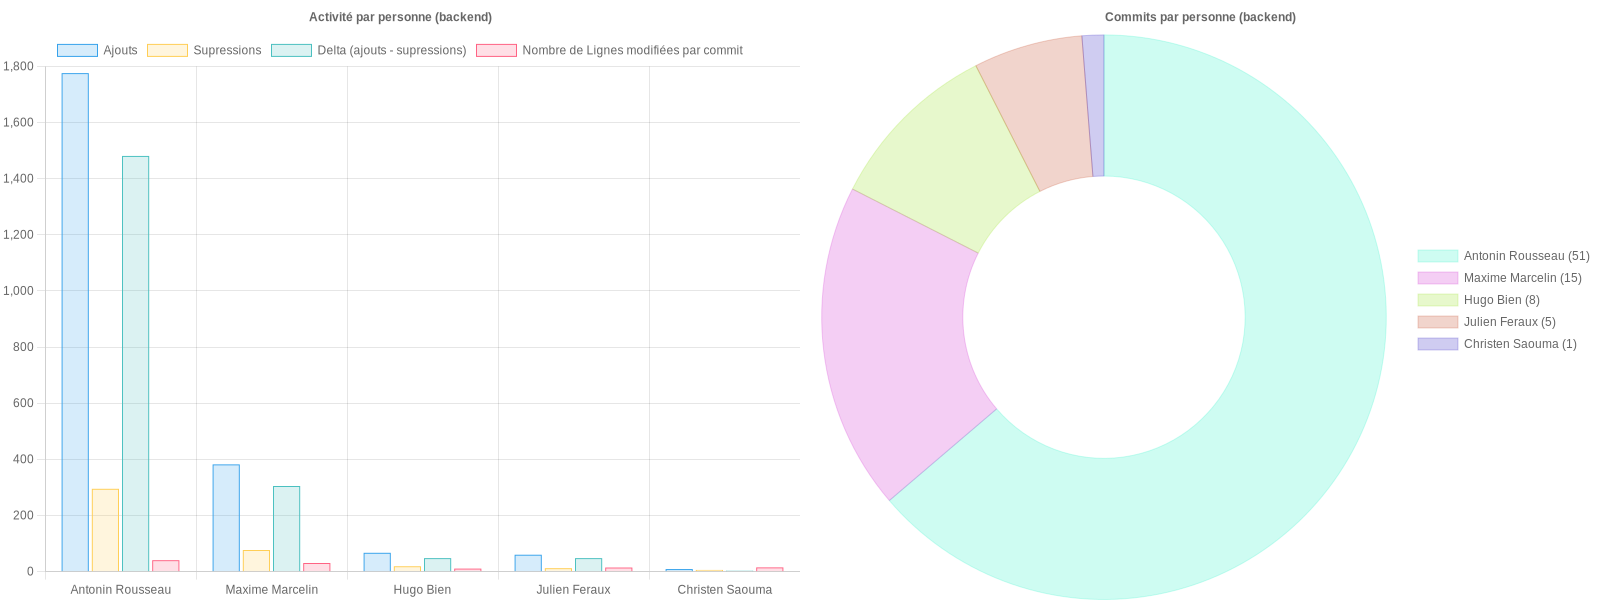 Activité par personne (backend)
Ajouts Supressions Delta (ajouts - supressions) Nombre de Lignes modifiées par commit
1,800
1,600
1,400
1,200
1,000
800
600
400
200
0
Antonin Rousseau Maxime Marcelin Hugo Bien Julien Feraux Christen Saouma
Commits par personne (backend)
Antonin Rousseau (51)
Maxime Marcelin (15)
Hugo Bien (8)
Julien Feraux (5)
Christen Saouma (1)